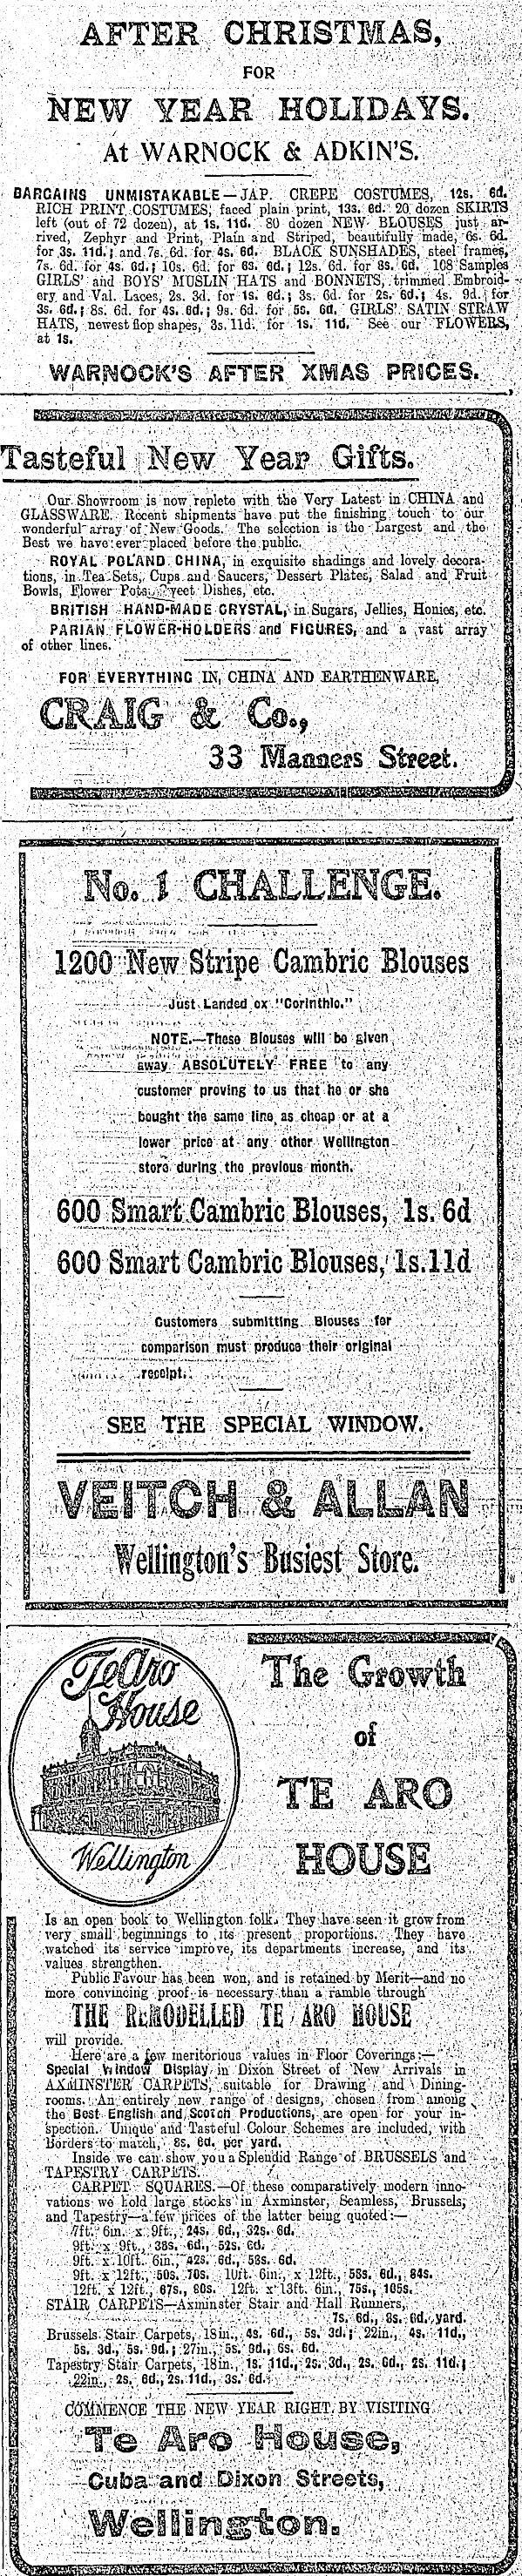 AFTER CHRISTMAS,
FOR
NEW YEAR HOLIDAYS.
At WARNOCK & ADKIN'S.
BARGAINS UNMISTAKABLE—JAP. CREPE COSTUMES, 12s. 6d.
RICH PRINT COSTUMES, faced plain print, 13s. 6d. 20 dozen SKIRTS
left (out of 72 dozen), at 1s. 11d. 80 dozen NEW BLOUSES just ar-
rived, Zephyr and Print, Plain and Striped, beautifully made, 6s. 6d.
for 3s. 11d.; and 7s. 6d. for 4s. 6d. BLACK SUNSHADES, steel frames,
7s. 6d. for 4s. 6d.; 10s. 6d. for 6s. 6d.; 12s. 6d. for 8s. 6d. 168 Samples
GIRLS' and BOYS' MUSLIN HATS and BONNETS, trimmed Embroid-
ery and Val. Laces, 2s. 3d. for 1s. 6d.; 3s. 6d. for 2s. 6d.; 4s. 9d. for
3s. 6d.; 8s. 6d. for 4s. 6d.; 9s. 6d. for 5s. 6d. GIRLS' SATIN STRAW
HATS, newest flop shapes, 3s. 11d. for 1s. 11d. See our FLOWERS,
at 1s.
WARNOCK'S AFTER XMAS PRICES.
Tasteful New Year Gifts.
Our Showroom is now replete with the Very Latest in CHINA and
GLASSWARE. Recent shipments have put the finishing touch to our
wonderful array of New Goods. The selection is the Largest and the
Best we have ever placed before the public.
ROYAL POLAND CHINA, in exquisite shadings and lovely decora-
tions, in Tea Sets, Cups and Saucers, Dessert Plates, Salad and Fruit
Bowls, Flower Pots, Dishes, etc.
BRITISH HAND-MADE CRYSTAL, in Sugars, Jellies, Honies, etc.
PARIAN FLOWER-HOLDERS and FIGURES, and a vast array
of other lines.
FOR EVERYTHING IN CHINA AND EARTHENWARE,
CRAIG & Co.,
33 Manners Street.
No. 1 CHALLENGE.
1200 New Stripe Cambric Blouses
Just Landed ex "Corinthic."
NOTE.—These Blouses will be given
away ABSOLUTELY FREE to any
customer proving to us that he or she
bought the same line as cheap or at a
lower price at any other Wellington
store during the previous month.
600 Smart Cambric Blouses, 1s. 6d
600 Smart Cambric Blouses, 1s. 11d
Customers submitting Blouses for
comparison must produce their original
receipt.
SEE THE SPECIAL WINDOW.
VEITCH & ALLAN
Wellington's Busiest Store.
Te Aro
House
Wellington
The Growth
of
TE ARO
HOUSE
Is an open book to Wellington folk. They have seen it grow from
very small beginnings to its present proportions. They have
watched its service improve, its departments increase, and its
values strengthen.
Public Favour has been won, and is retained by Merit—and no
more convincing proof is necessary than a ramble through
THE REMODELLED TE ARO HOUSE
will provide.
Here are a few meritorious values in Floor Coverings:—
Special Window Display in Dixon Street of New Arrivals in
AXMINSTER CARPETS, suitable for Drawing and Dining-
rooms. An entirely new range of designs, chosen from among
the Best English and Scotch Productions, are open for your in-
spection. Unique and Tasteful Colour Schemes are included, with
Borders to match, 8s. 6d. per yard.
Inside we can show you a Splendid Range of BRUSSELS and
TAPESTRY CARPETS.
CARPET SQUARES.—Of these comparatively modern inno-
vations we hold large stocks in Axminster, Seamless, Brussels,
and Tapestry—a few prices of the latter being quoted:—
7ft. 6in. x 9ft., 24s. 6d., 32s. 6d.
9ft. x 9ft., 38s. 6d., 52s. 6d.
9ft. x 10ft. 6in., 42s. 6d., 58s. 6d.
9ft. x 12ft., 50s. 70s. 10ft. 6in., x 12ft., 58s. 6d., 84s.
12ft. x 12ft., 67s., 90s. 12ft. x 13ft. 6in., 75s., 105s.
STAIR CARPETS—Axminster Stair and Hall Runners,
7s. 6d., 8s. 6d. yard.
Brussels Stair Carpets, 18in., 4s. 6d., 5s. 3d.; 22in., 4s. 11d.,
5s. 3d., 5s. 9d.; 27in., 5s. 9d., 6s. 6d.
Tapestry Stair Carpets, 18in., 1s. 11d., 2s. 3d., 2s. 6d., 2s. 11d.;
22in., 2s. 6d., 2s. 11d., 3s. 6d.
COMMENCE THE NEW YEAR RIGHT BY VISITING
Te Aro House,
Cuba and Dixon Streets,
Wellington.